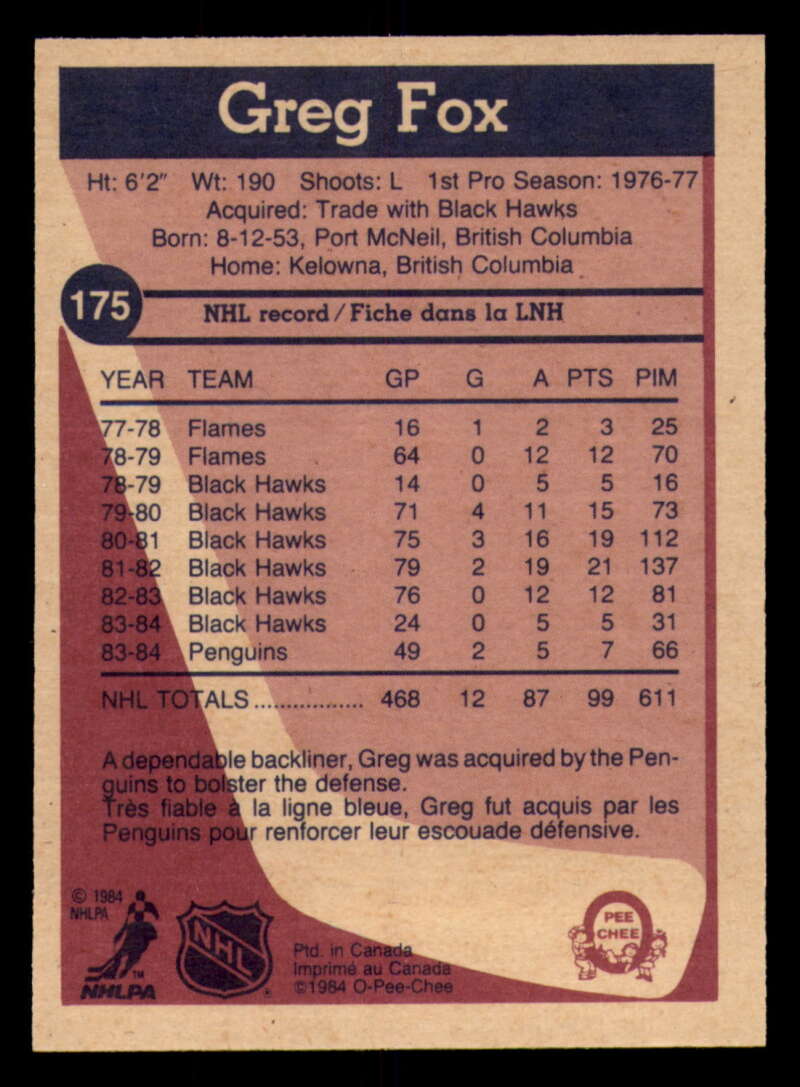 Greg Fox
Ht: 6'2" Wt: 190 Shoots: L 1st Pro Season: 1976-77
Acquired: Trade with Black Hawks
Born: 8-12-53, Port McNeil, British Columbia
Home: Kelowna, British Columbia
175
NHL record/Fiche dans la LNH
YEAR TEAM GP G A PTS PIM
77-78 Flames 16 1 2 3 25
78-79 Flames 64 0 12 12 70
78-79 Black Hawks 14 0 5 5 16
79-80 Black Hawks 71 4 11 15 73
80-81 Black Hawks 75 3 16 19 112
81-82 Black Hawks 79 2 19 21 137
82-83 Black Hawks 76 0 12 12 81
83-84 Black Hawks 24 0 5 5 31
83-84 Penguins 49 2 5 7 66
NHL TOTALS ................. 468 12 87 99 611
A dependable backliner, Greg was acquired by the Pen-
guins to bolster the defense.
Très fiable à la ligne bleue, Greg fut acquis par les
Penguins pour renforcer leur escouade défensive.
© 1984
NHLPA
TM
NHLPA
NHL
Ptd. in Canada
Imprimé au Canada
©1984 O-Pee-Chee
O
PEE
CHEE